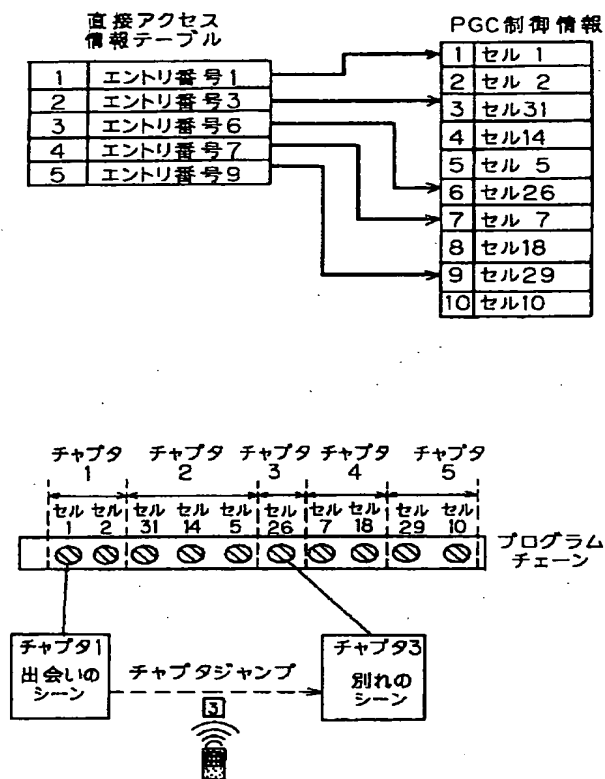 直接アクセス
情報テーブル
1 エントリ番号1
2 エントリ番号3
3 エントリ番号6
4 エントリ番号7
5 エントリ番号9
PGC制御情報
1 セル 1
2 セル 2
3 セル31
4 セル14
5 セル 5
6 セル26
7 セル 7
8 セル18
9 セル29
10 セル10
チャプタ チャプタ チャプタ チャプタ チャプタ
1 2 3 4 5
セル セル セル セル セル セル セル セル セル セル
1 2 31 14 5 26 7 18 29 10
プログラム
チェーン
チャプタ1
出会いの
シーン
チャプタジャンプ
3
チャプタ3
別れの
シーン